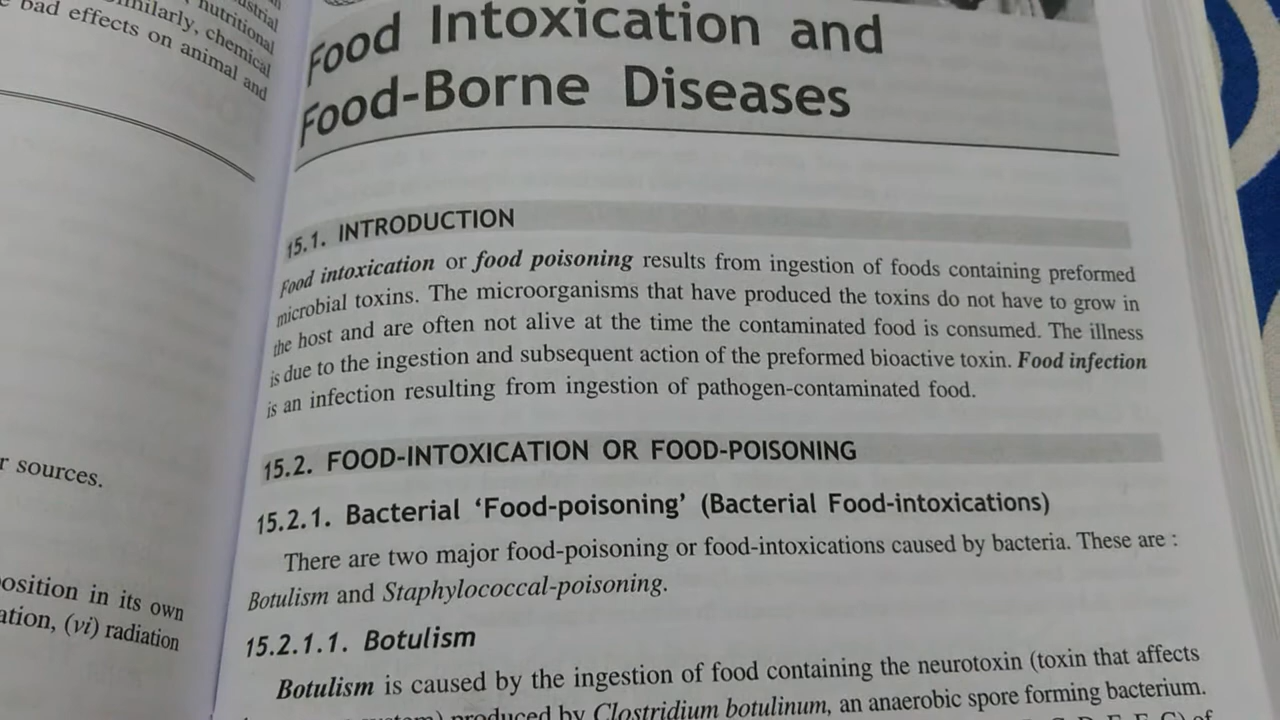 ustrial
nutritional
milarly, chemical
bad effects on animal and
r sources.
osition in its own
ation, (vi) radiation
Food Intoxication and
Food-Borne Diseases
15.1. INTRODUCTION
Food intoxication or food poisoning results from ingestion of foods containing preformed
microbial toxins. The microorganisms that have produced the toxins do not have to grow in
the host and are often not alive at the time the contaminated food is consumed. The illness
is due to the ingestion and subsequent action of the preformed bioactive toxin. Food infection
is an infection resulting from ingestion of pathogen-contaminated food.
15.2. FOOD-INTOXICATION OR FOOD-POISONING
15.2.1. Bacterial ‘Food-poisoning’ (Bacterial Food-intoxications)
There are two major food-poisoning or food-intoxications caused by bacteria. These are :
Botulism and Staphylococcal-poisoning.
15.2.1.1. Botulism
Botulism is caused by the ingestion of food containing the neurotoxin (toxin that affects
produced by Clostridium botulinum, an anaerobic spore forming bacterium.